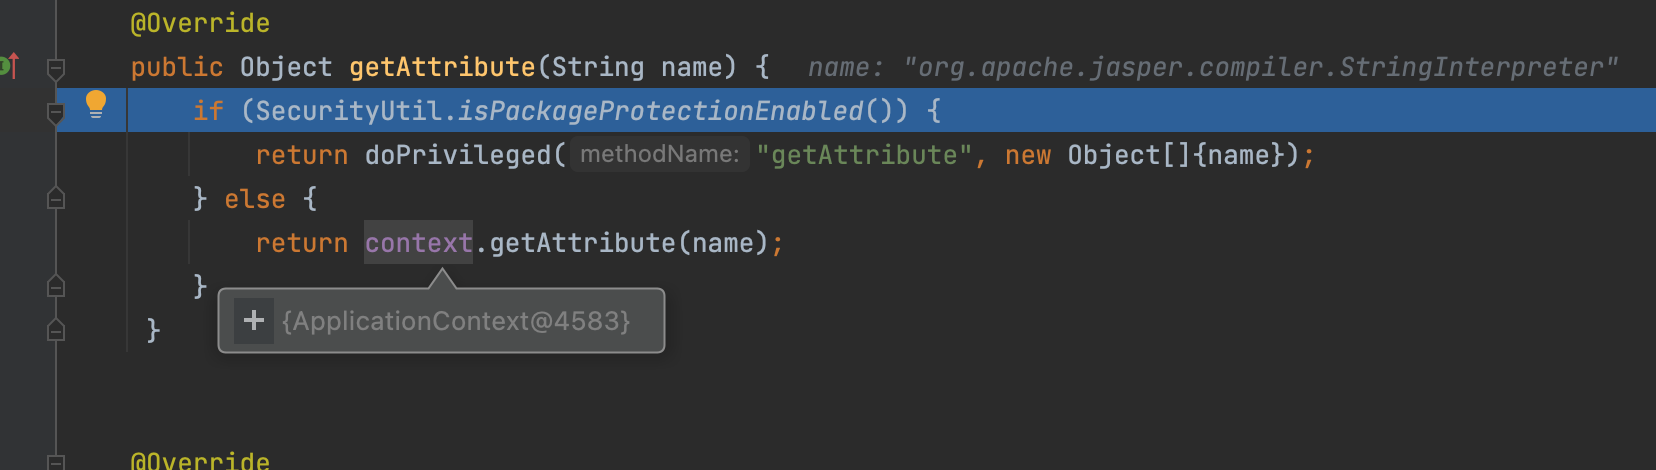 @Override
public Object getAttribute(String name) { name: "org.apache.jasper.compiler.StringInterpreter"
if (SecurityUtil.isPackageProtectionEnabled()) {
return doPrivileged( methodName: "getAttribute", new Object[]{name});
} else {
return context.getAttribute(name);
}
+ {ApplicationContext@4583}
}
@Override